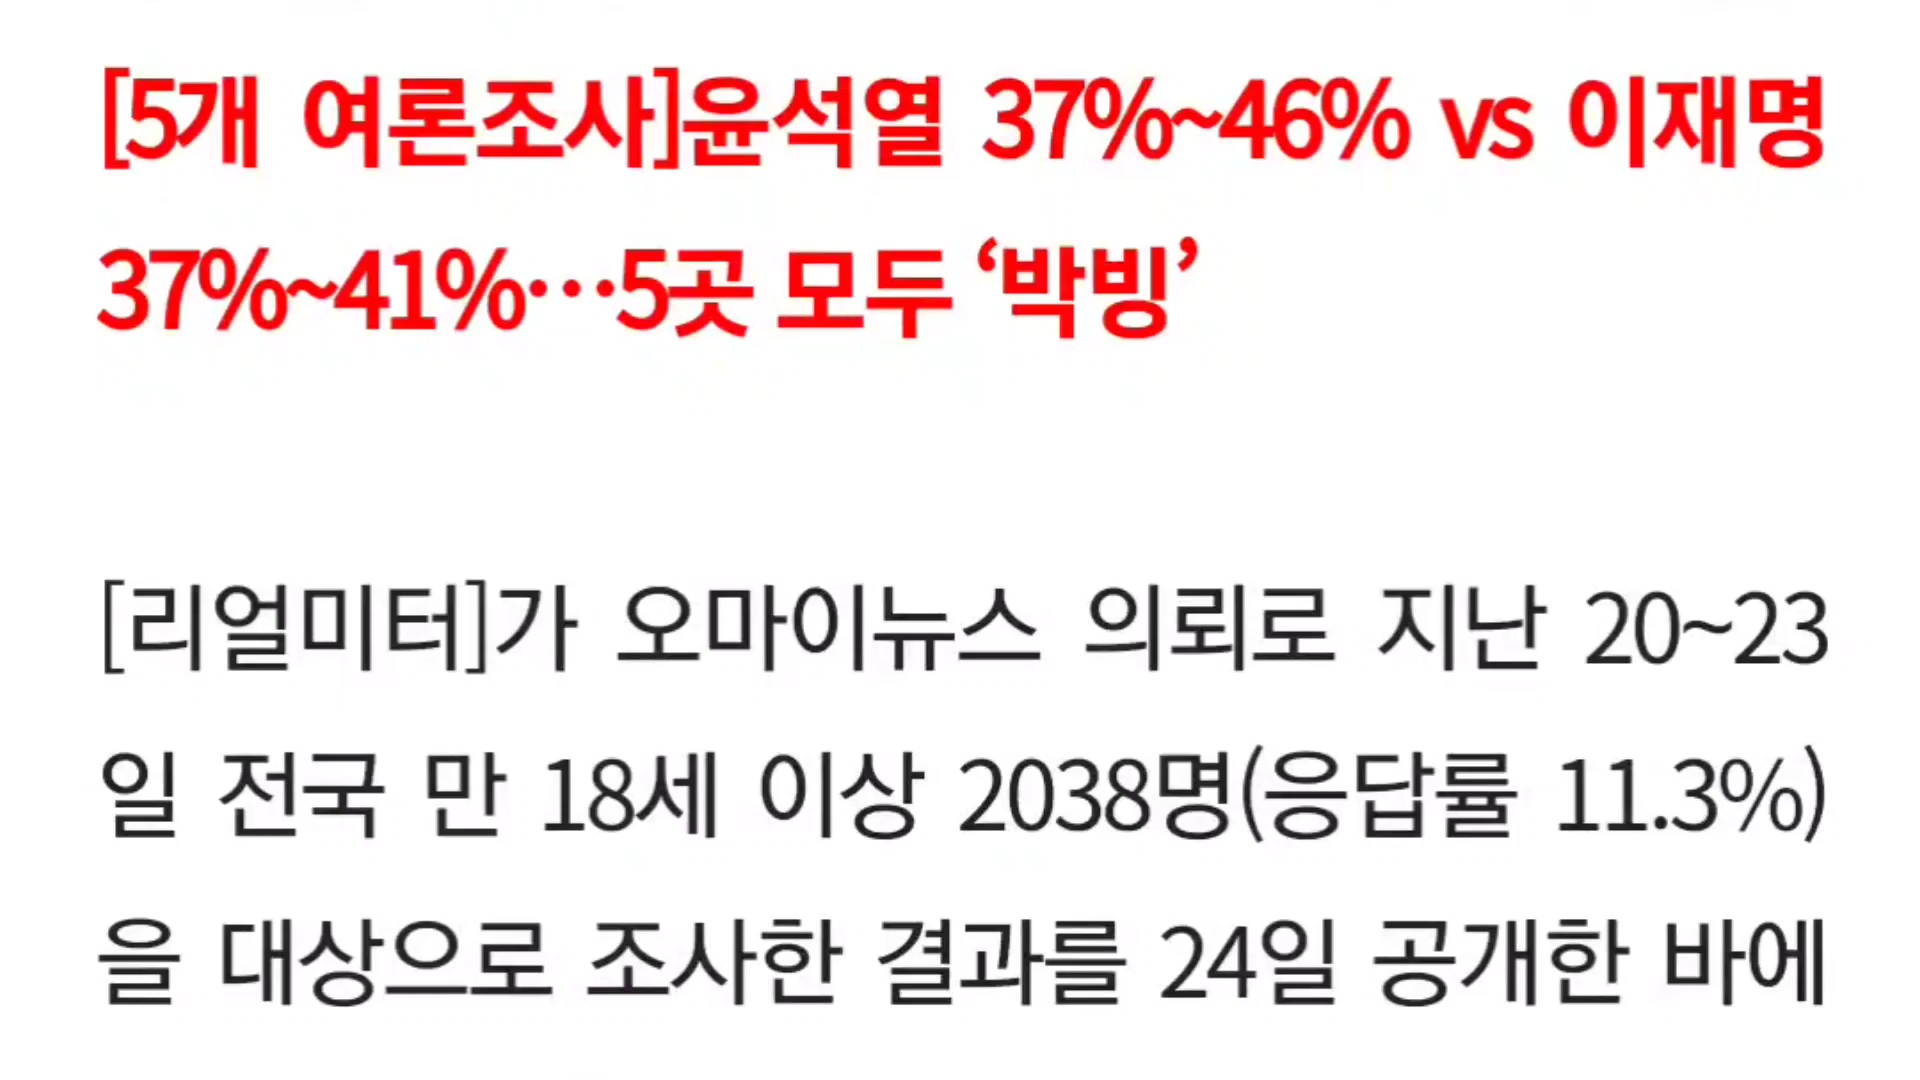 [5개 여론조사]윤석열 37%~46% vs 이재명
37%~41%…5곳 모두 ‘박빙’
[리얼미터]가 오마이뉴스 의뢰로 지난 20~23
일 전국 만 18세 이상 2038명(응답률 11.3%)
을 대상으로 조사한 결과를 24일 공개한 바에